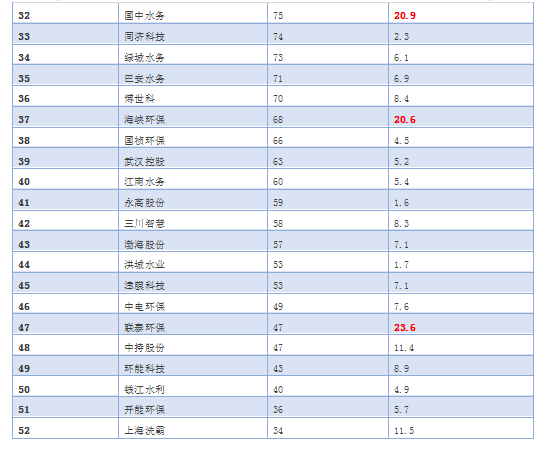 32 国中水务 75 20.9
33 同济科技 74 2.3
34 绿城水务 73 6.1
35 巴安水务 71 6.9
36 博世科 70 8.4
37 海峡环保 68 20.6
38 国祯环保 66 4.5
39 武汉控股 63 5.2
40 江南水务 60 5.4
41 永高股份 59 1.6
42 三川智慧 58 8.3
43 渤海股份 57 7.1
44 洪城水业 53 1.7
45 津膜科技 53 7.1
46 中电环保 49 7.6
47 联泰环保 47 23.6
48 中持股份 47 11.4
49 环能科技 43 8.9
50 钱江水利 40 4.9
51 开能环保 36 5.7
52 上海洗霸 34 11.5